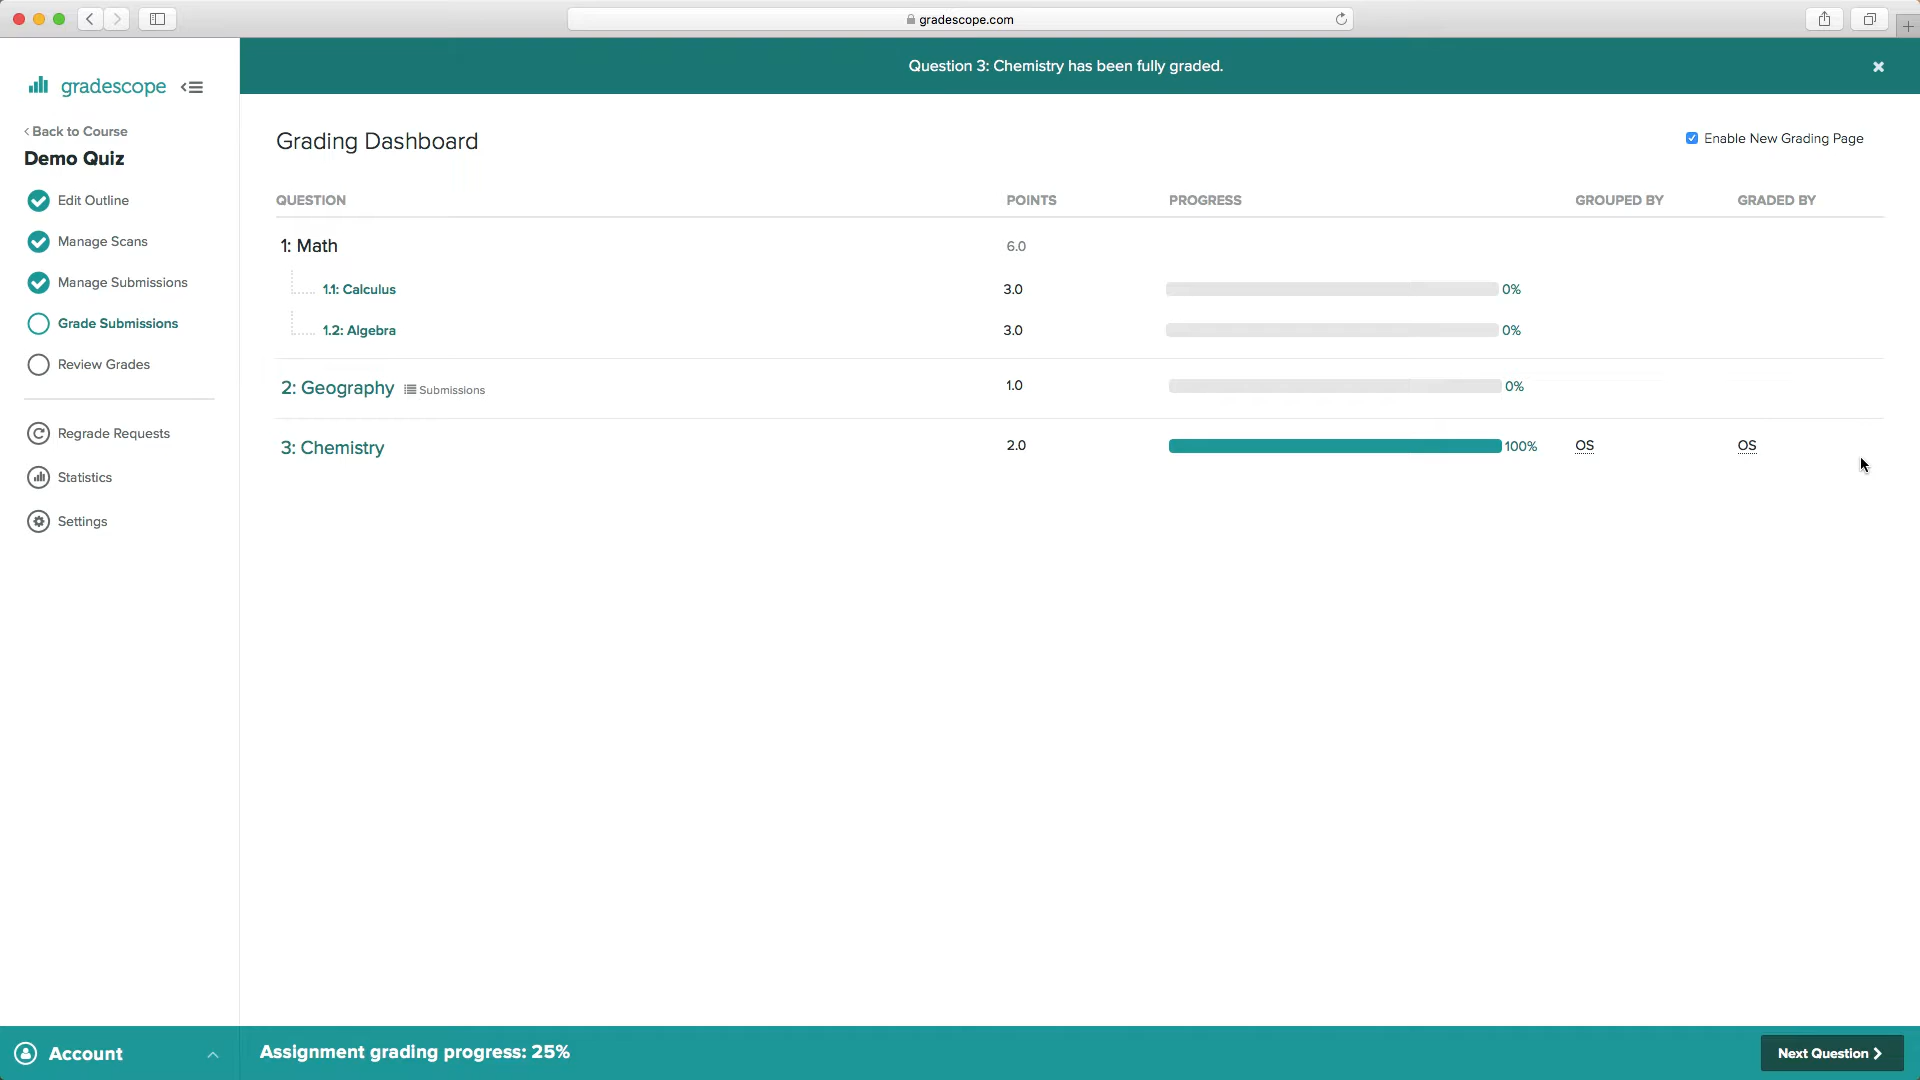 gradescope.com
Question 3: Chemistry has been fully graded.
gradescope
Back to Course
Demo Quiz
Edit Outline
Manage Scans
Manage Submissions
Grade Submissions
Review Grades
Regrade Requests
Statistics
Settings
Grading Dashboard
Enable New Grading Page
QUESTION POINTS PROGRESS GROUPED BY GRADED BY
1: Math 6.0
1.1: Calculus 3.0 0%
1.2: Algebra 3.0 0%
2: Geography Submissions 1.0 0%
3: Chemistry 2.0 100% OS OS
Account
Assignment grading progress: 25%
Next Question